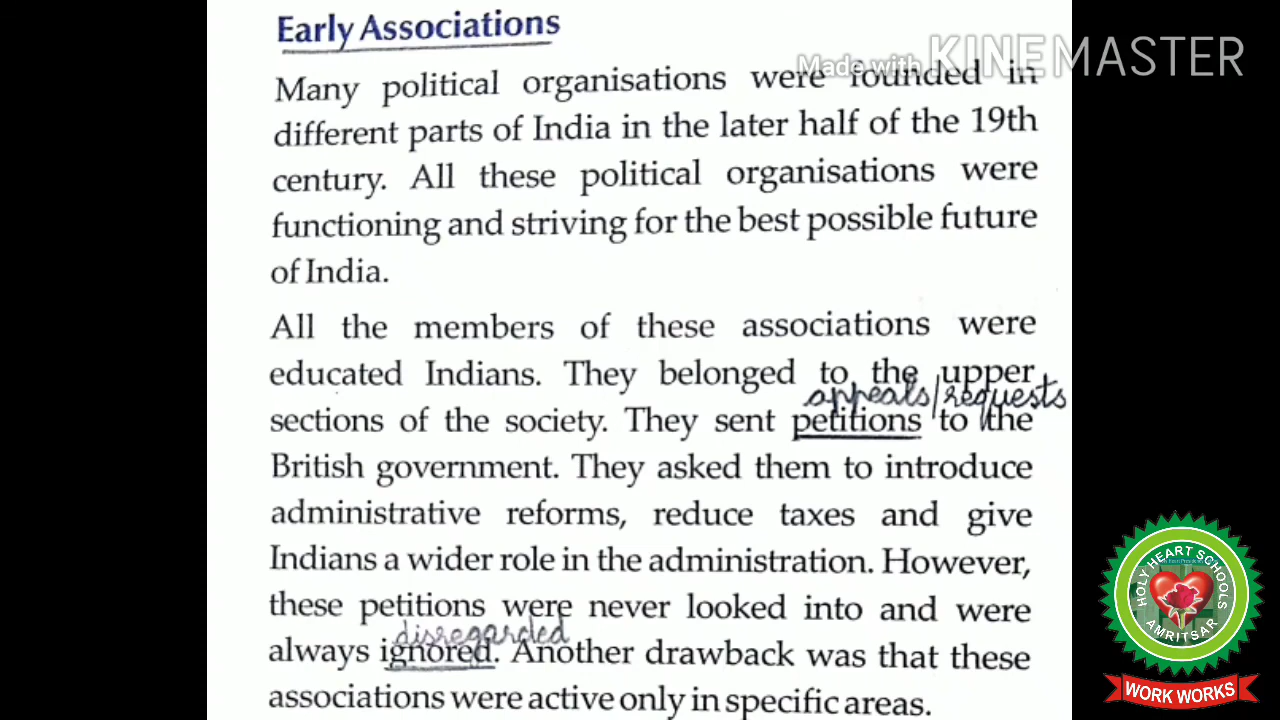 Early Associations
Made with KINEMASTER
Many political organisations were founded in
different parts of India in the later half of the 19th
century. All these political organisations were
functioning and striving for the best possible future
of India.
All the members of these associations were
educated Indians. They belonged to the upper
appeals/requests
sections of the society. They sent petitions to the
British government. They asked them to introduce
administrative reforms, reduce taxes and give
Indians a wider role in the administration. However,
these petitions were never looked into and were
disregarded
always ignored. Another drawback was that these
associations were active only in specific areas.
HOLY HEART SCHOOLS
AMRITSAR
WORK WORKS